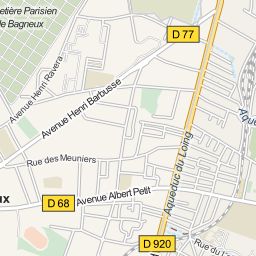 etière Parisien
de Bagneux
D 77
Avenue Henri Ravera
Avenue Henri Barbusse
Aqueduc du Loing
Aque
Rue des Meuniers
Avenue Albert Petit
ux
D 68
D 920
Rue du